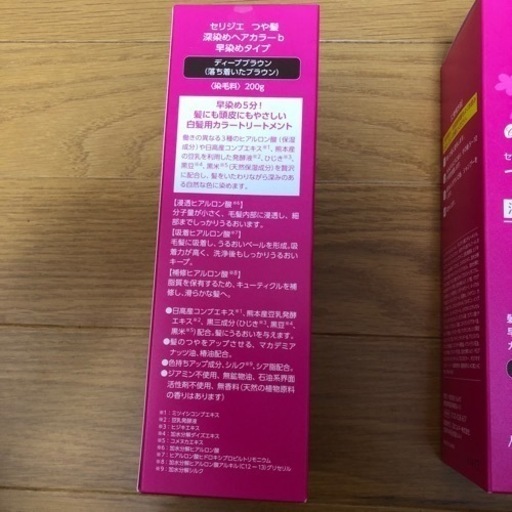 セリジエ つや髪
深染めヘアカラーb
早染めタイプ
ディープブラウン
(落ち着いたブラウン)
〈染毛料〉200g
早染め5分!
髪にも頭皮にもやさしい
白髪用カラートリートメント
働きの異なる3種のヒアルロン酸(保湿
成分)や日高産コンブエキス※1、熊本産
の豆乳を利用した発酵液※2、ひじき※3、
黒豆※4、黒米※5(天然保湿成分)を贅沢
に配合し、髪をいたわりながら深みのあ
る自然な色に染めます。
【浸透ヒアルロン酸※6】
分子量が小さく、毛髪内部に浸透し、細
部までしっかりうるおいます。
【吸着ヒアルロン酸※7】
毛髪に吸着し、うるおいベールを形成。吸
着力が高く、洗浄後もしっかりうるおい
キープ。
【補修ヒアルロン酸※8】
脂質を保有するため、キューティクルを補
修し、滑らかな髪へ。
●日高産コンブエキス※1、熊本産豆乳発酵
エキス※2、黒三成分(ひじき※3、黒豆※4、
黒米※5)配合。髪にうるおいを与えます。
●髪のつやをアップさせる、マカデミア
ナッツ油、椿油配合。
●色持ちアップ成分、シルク※9、シア脂配合。
●ジアミン不使用、無鉱物油、石油系界面
活性剤不使用、無香料(天然の植物原料
の香りはあります)
※1：ミツイシコンブエキス
※2：豆乳発酵液
※3：ヒジキエキス
※4：加水分解ダイズエキス
※5：コメヌカエキス
※6：加水分解ヒアルロン酸
※7：ヒアルロン酸ヒドロキシプロピルトリモニウム
※8：加水分解ヒアルロン酸アルキル(C12-13)グリセリル
※9：加水分解シルク
セリジエ